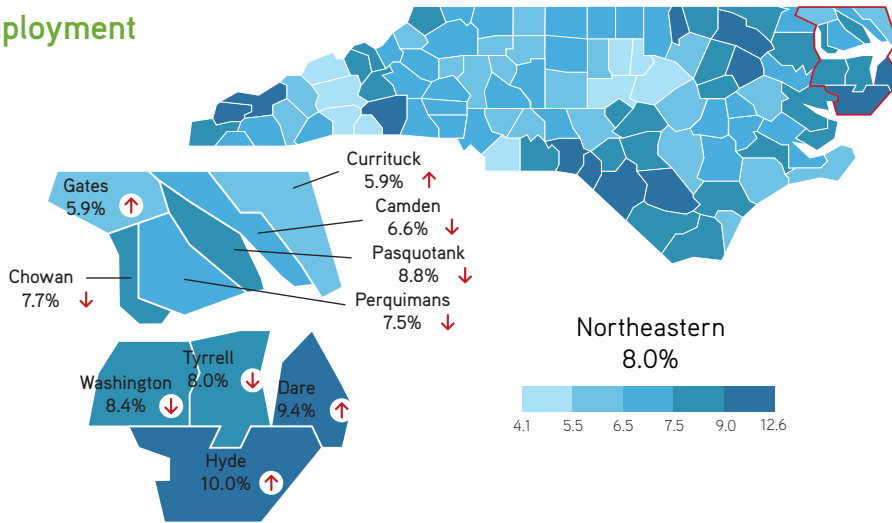 ployment
Currituck
5.9%
Gates
5.9%
Camden
6.6%
Pasquotank
8.8%
Chowan
7.7%
Perquimans
7.5%
Northeastern
8.0%
Tyrrell
8.0%
Washington
8.4%
Dare
9.4%
4.1 5.5 6.5 7.5 9.0 12.6
Hyde
10.0%